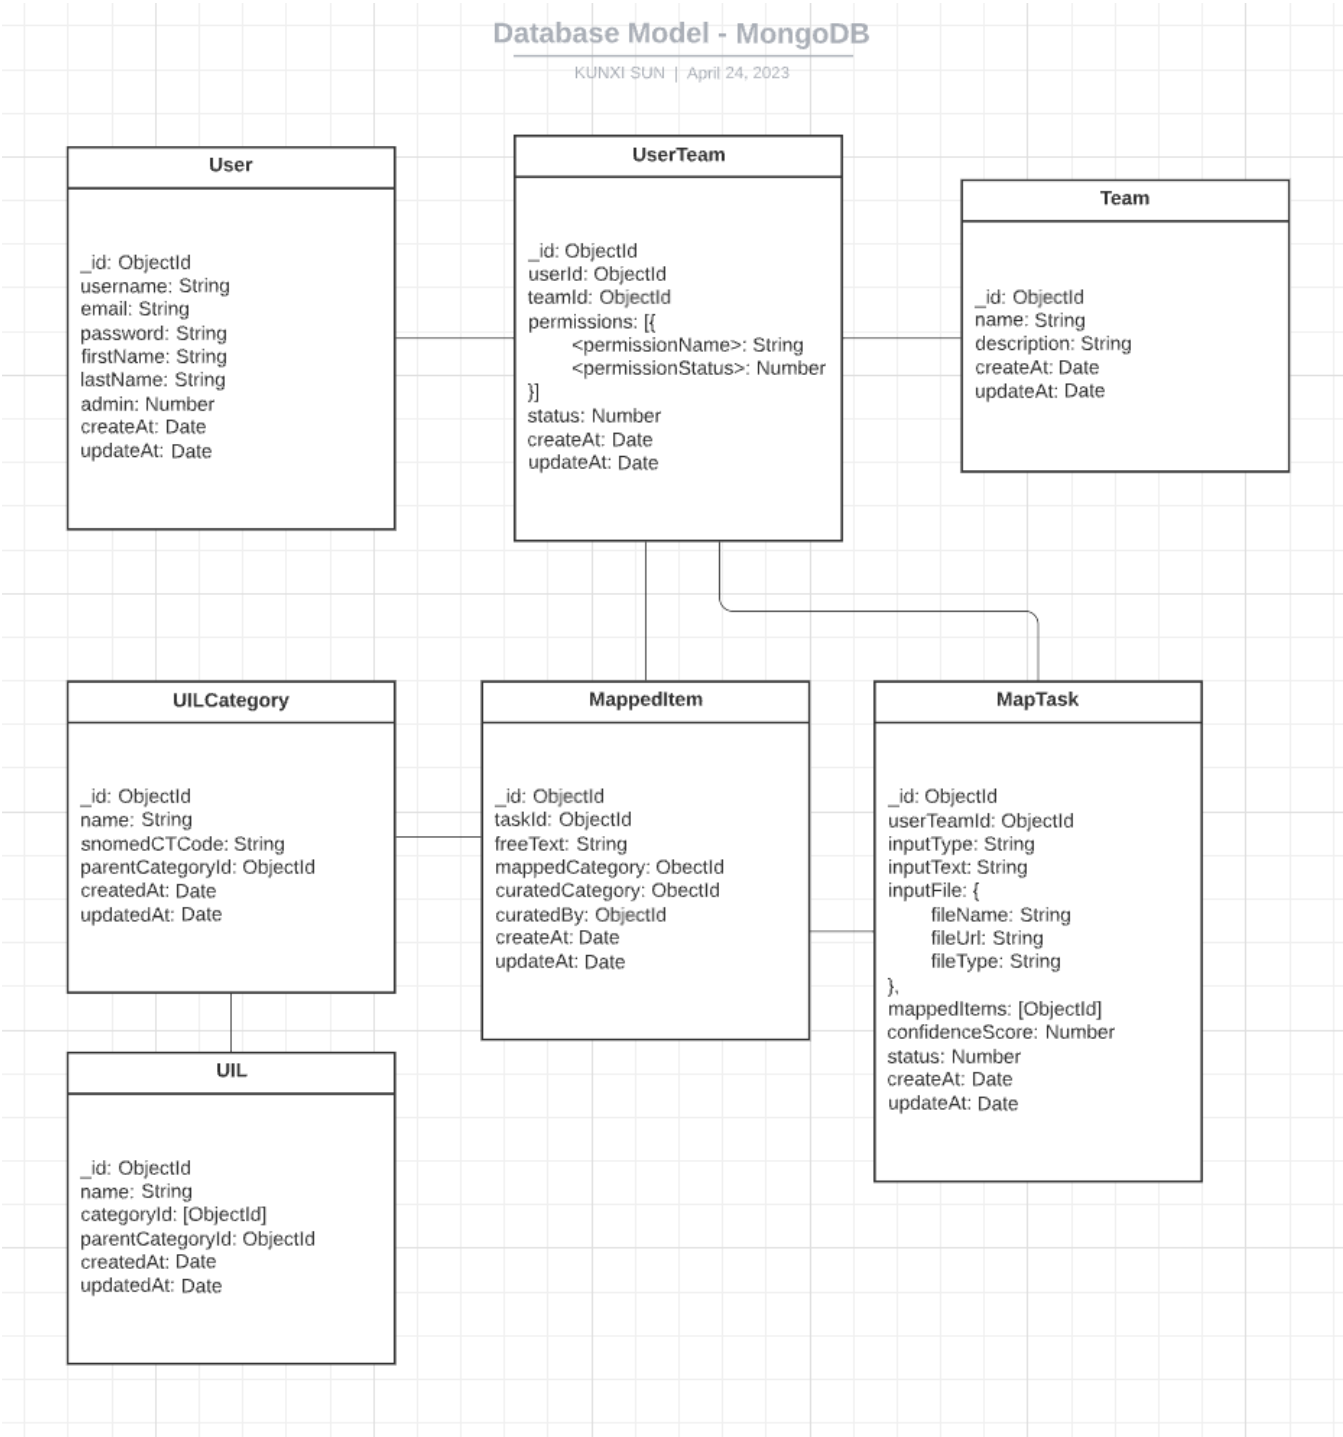 Database Model - MongoDB
KUNXI SUN | April 24, 2023
User
_id: ObjectId
username: String
email: String
password: String
firstName: String
lastName: String
admin: Number
createAt: Date
updateAt: Date
UserTeam
_id: ObjectId
userId: ObjectId
teamId: ObjectId
permissions: [{
<permissionName>: String
<permissionStatus>: Number
}]
status: Number
createAt: Date
updateAt: Date
Team
_id: ObjectId
name: String
description: String
createAt: Date
updateAt: Date
UILCategory
_id: ObjectId
name: String
snomedCTCode: String
parentCategoryId: ObjectId
createdAt: Date
updatedAt: Date
MappedItem
_id: ObjectId
taskId: ObjectId
freeText: String
mappedCategory: ObectId
curatedCategory: ObectId
curatedBy: ObjectId
createAt: Date
updateAt: Date
MapTask
_id: ObjectId
userTeamId: ObjectId
inputType: String
inputText: String
inputFile: {
fileName: String
fileUrl: String
fileType: String
},
mappedItems: [ObjectId]
confidenceScore: Number
status: Number
createAt: Date
updateAt: Date
UIL
_id: ObjectId
name: String
categoryId: [ObjectId]
parentCategoryId: ObjectId
createdAt: Date
updatedAt: Date